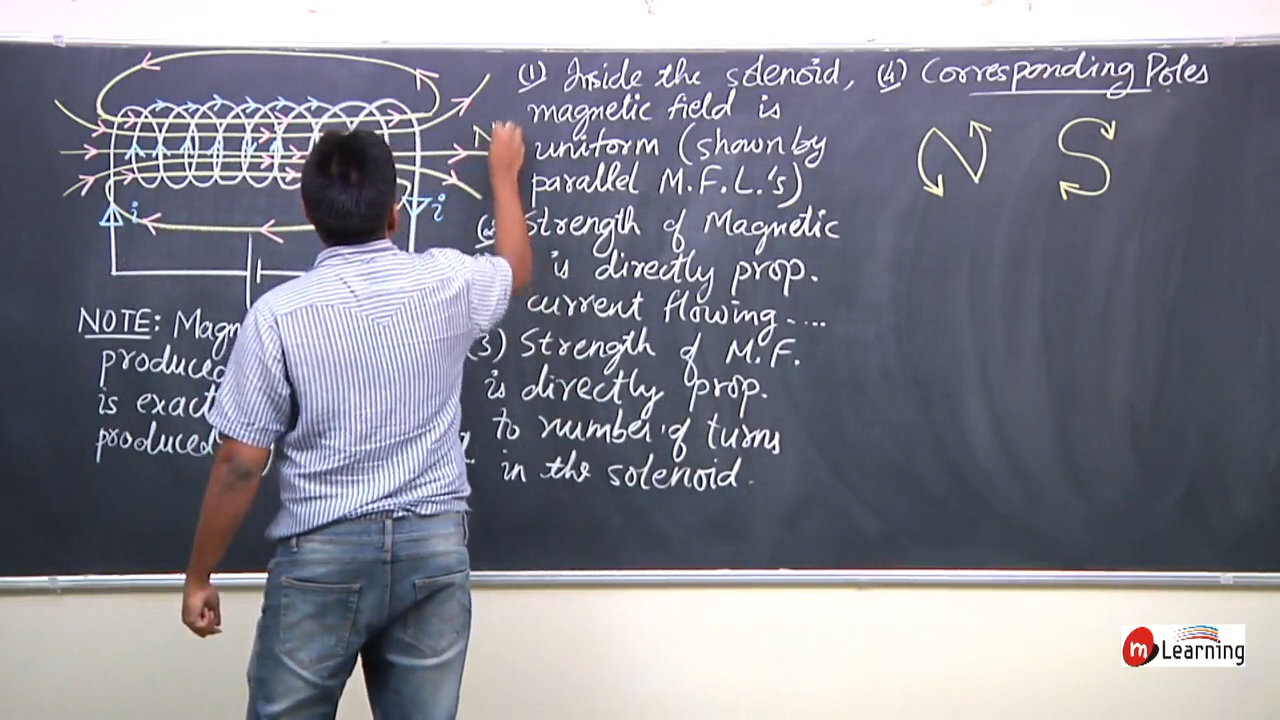 i
i
N
NOTE: Magn
produced
is exact
produced
(1) Inside the solenoid,
magnetic field is
uniform (shown by
parallel M.F.L.'s)
(2) Strength of Magnetic
is directly prop.
current flowing....
(3) Strength of M.F.
is directly prop.
to number of turns
in the solenoid.
(4) Corresponding Poles
N S
m Learning